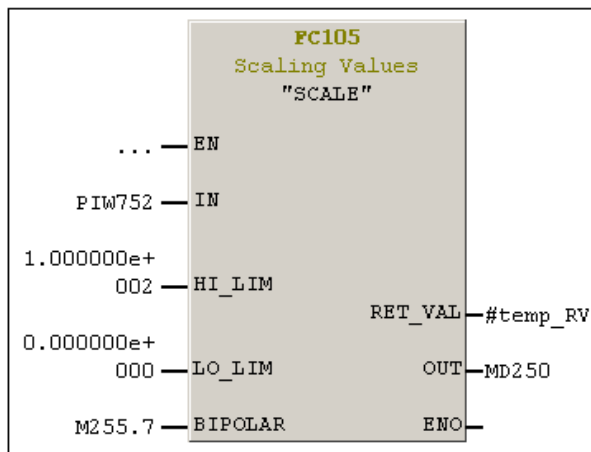 FC105
Scaling Values
"SCALE"
... EN
PIW752 IN
1.000000e+
002 HI_LIM
RET_VAL #temp_RV
0.000000e+
000 LO_LIM OUT MD250
M255.7 BIPOLAR ENO